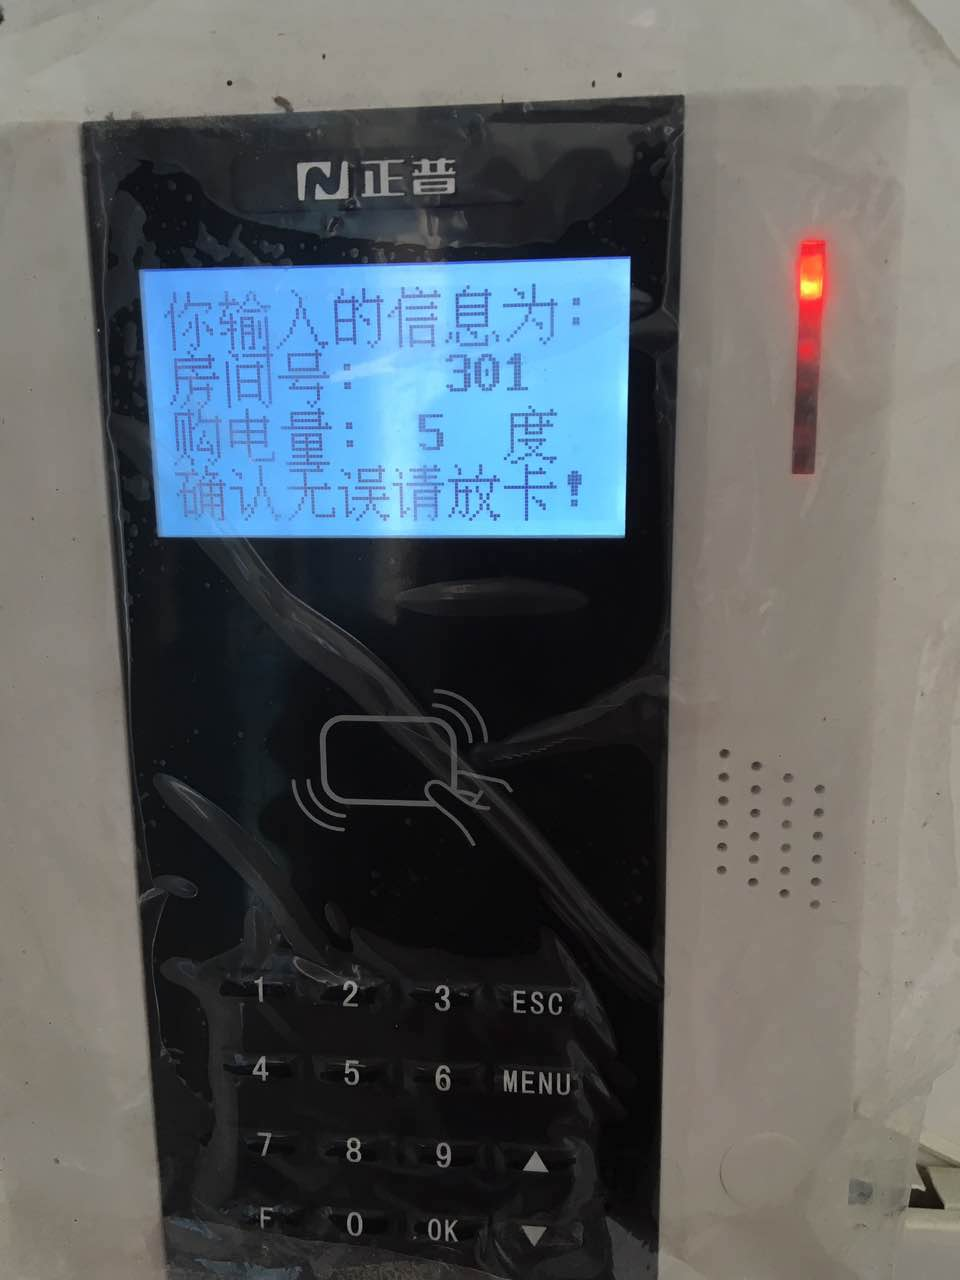 正普
你输入的信息为:
房间号: 301
购电量: 5 度
确认无误请放卡!
1 2 3 ESC
4 5 6 MENU
7 8 9 ▲
F 0 OK ▼